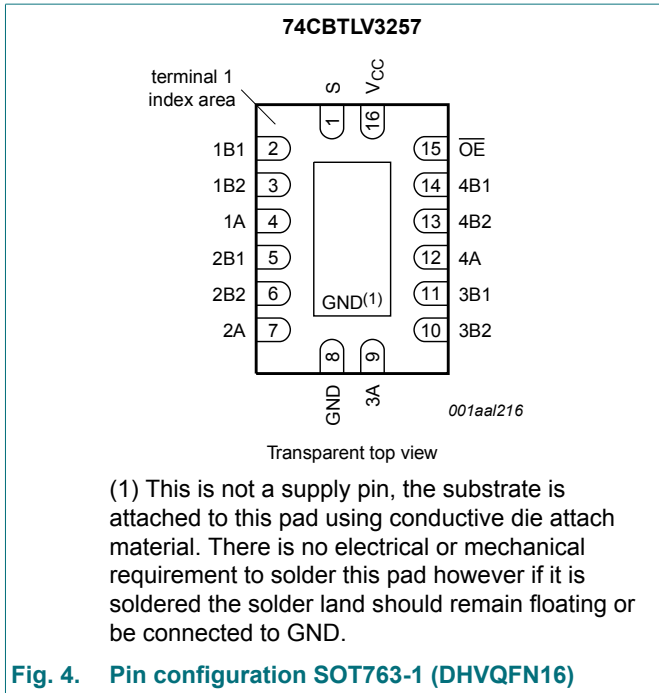 74CBTLV3257
terminal 1
index area
S
VCC
1
16
1B1 2 15 OE
1B2 3 14 4B1
1A 4 13 4B2
2B1 5 12 4A
2B2 6 11 3B1
GND(1)
2A 7 10 3B2
8 9
GND 3A
001aal216
Transparent top view
(1) This is not a supply pin, the substrate is
attached to this pad using conductive die attach
material. There is no electrical or mechanical
requirement to solder this pad however if it is
soldered the solder land should remain floating or
be connected to GND.
Fig. 4. Pin configuration SOT763-1 (DHVQFN16)